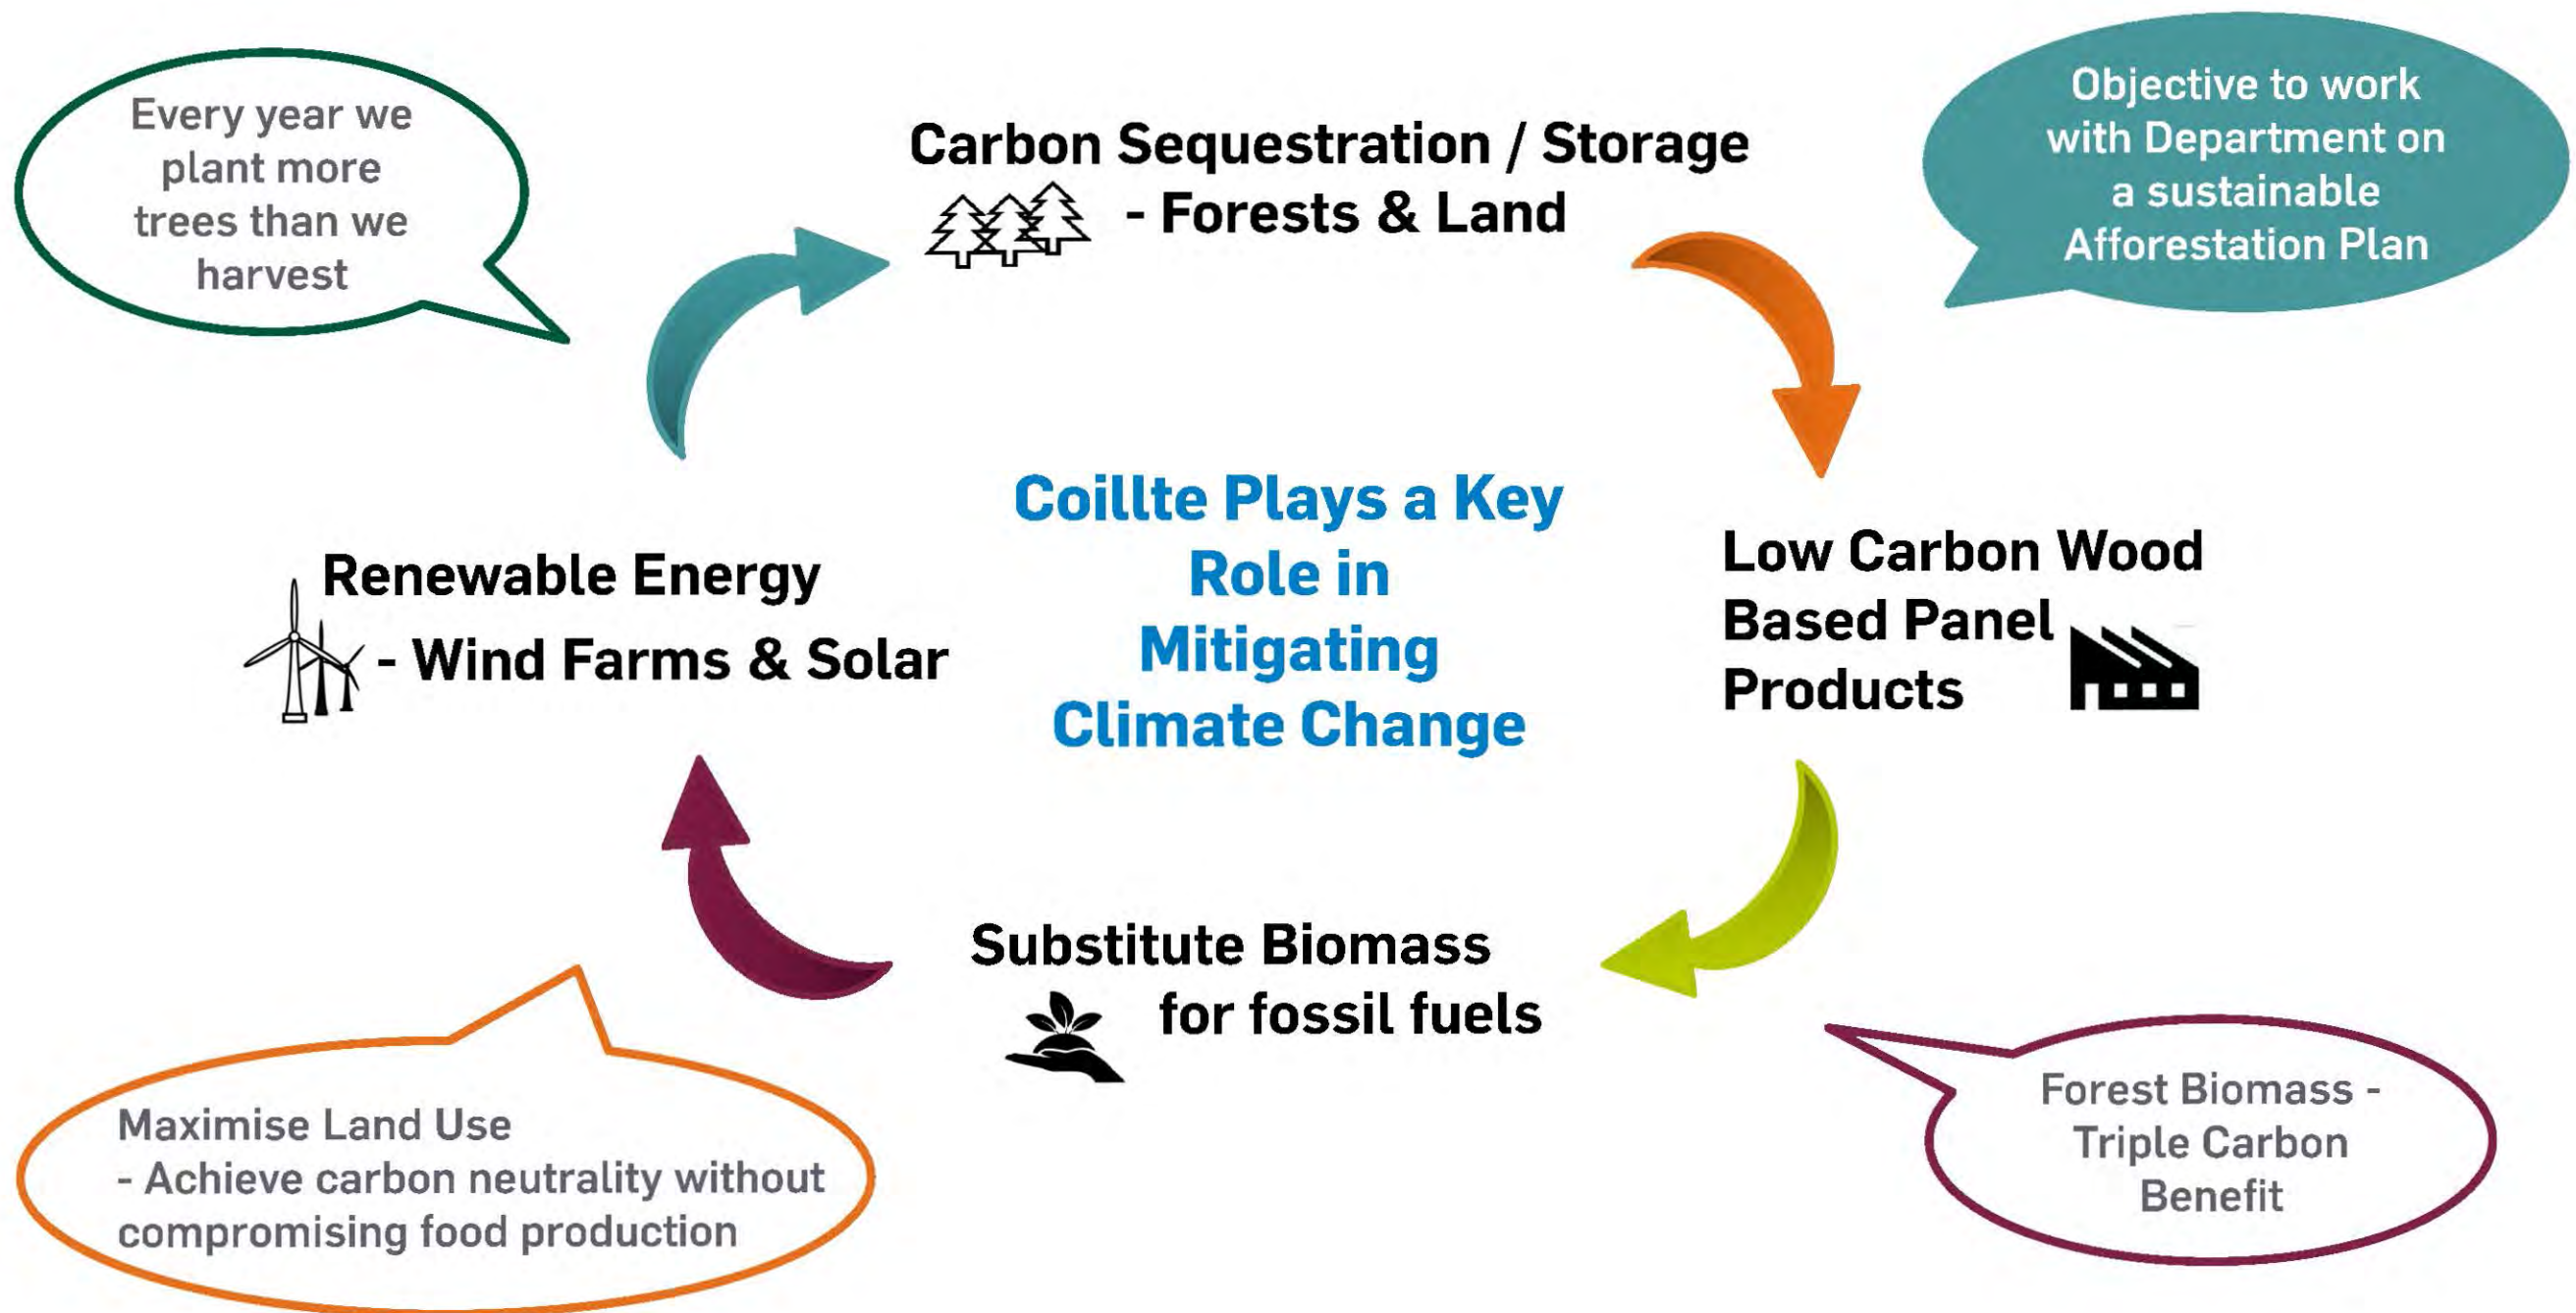 Every year we
plant more
trees than we
harvest
Carbon Sequestration / Storage
- Forests & Land
Objective to work
with Department on
a sustainable
Afforestation Plan
Renewable Energy
- Wind Farms & Solar
Coillte Plays a Key
Role in
Mitigating
Climate Change
Low Carbon Wood
Based Panel
Products
Substitute Biomass
for fossil fuels
Maximise Land Use
- Achieve carbon neutrality without
compromising food production
Forest Biomass -
Triple Carbon
Benefit